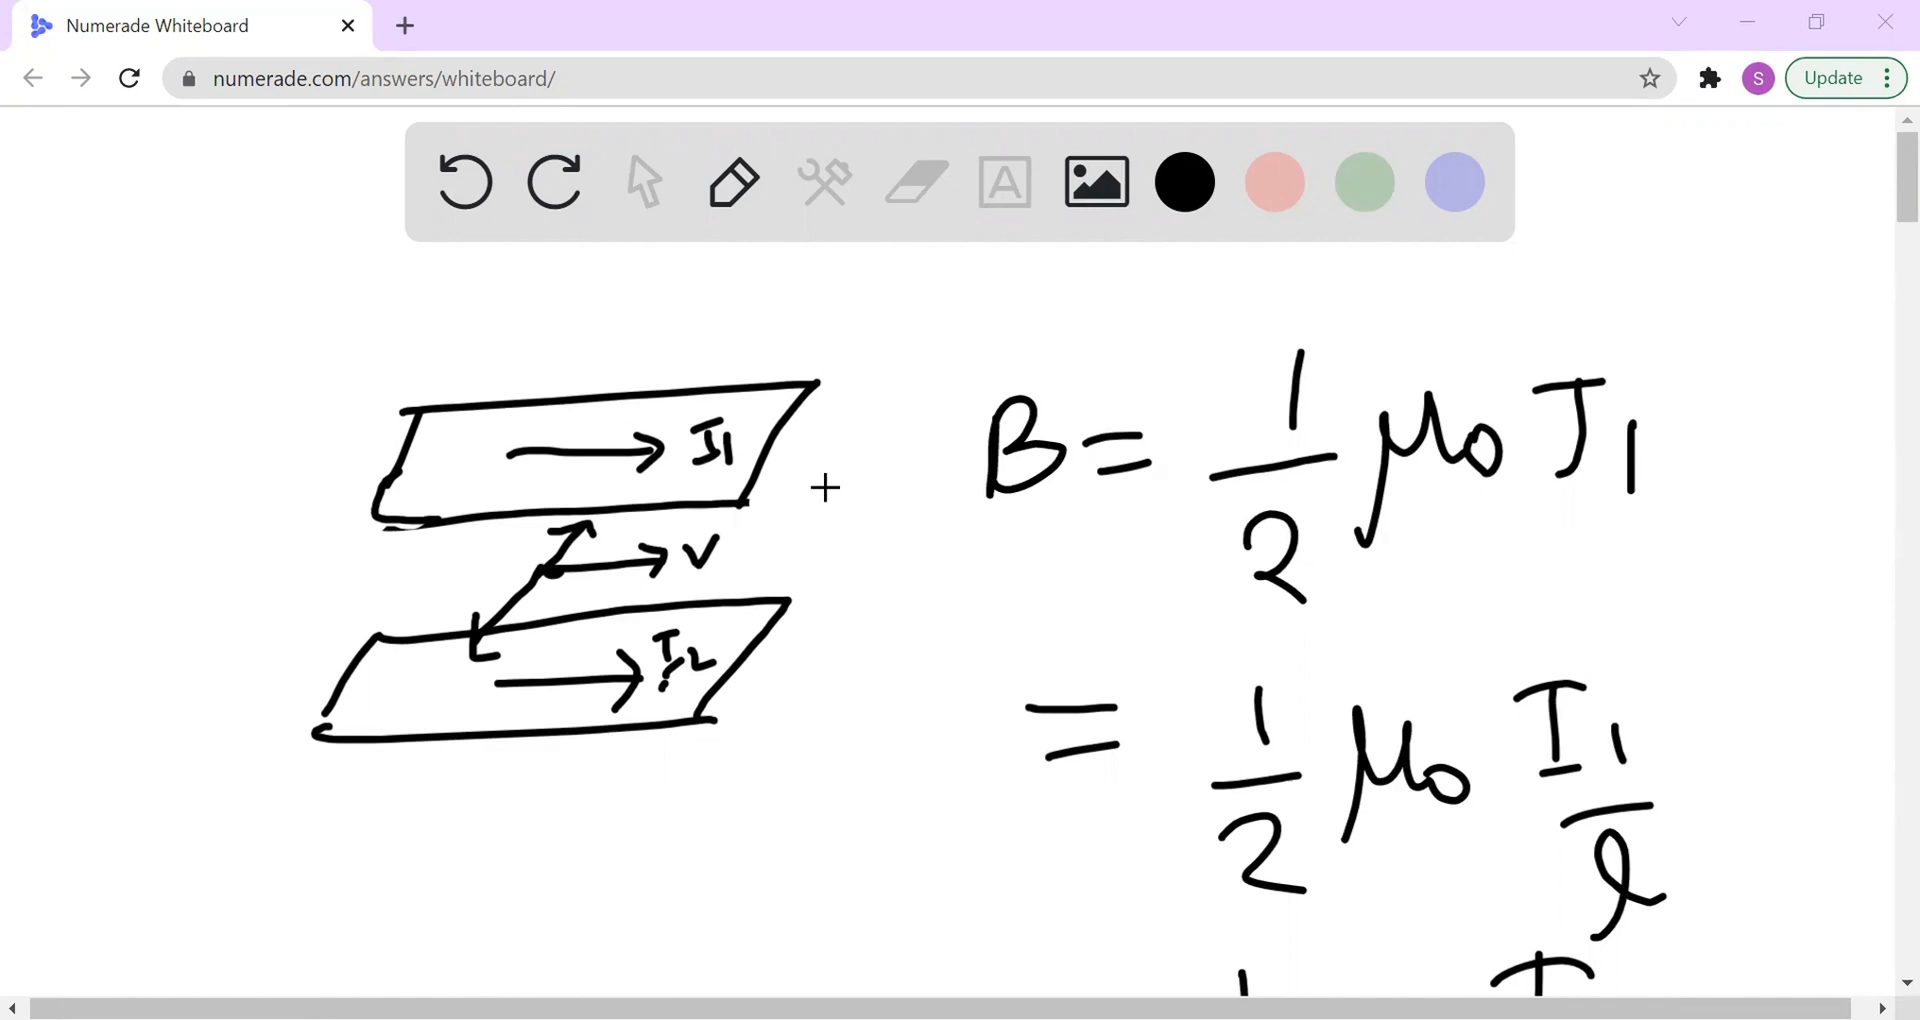 Numerade Whiteboard
numerade.com/answers/whiteboard/
S
Update
A
I1
B = 1/2 μ0 J1
V
I2
= 1/2 μ0 I1/l